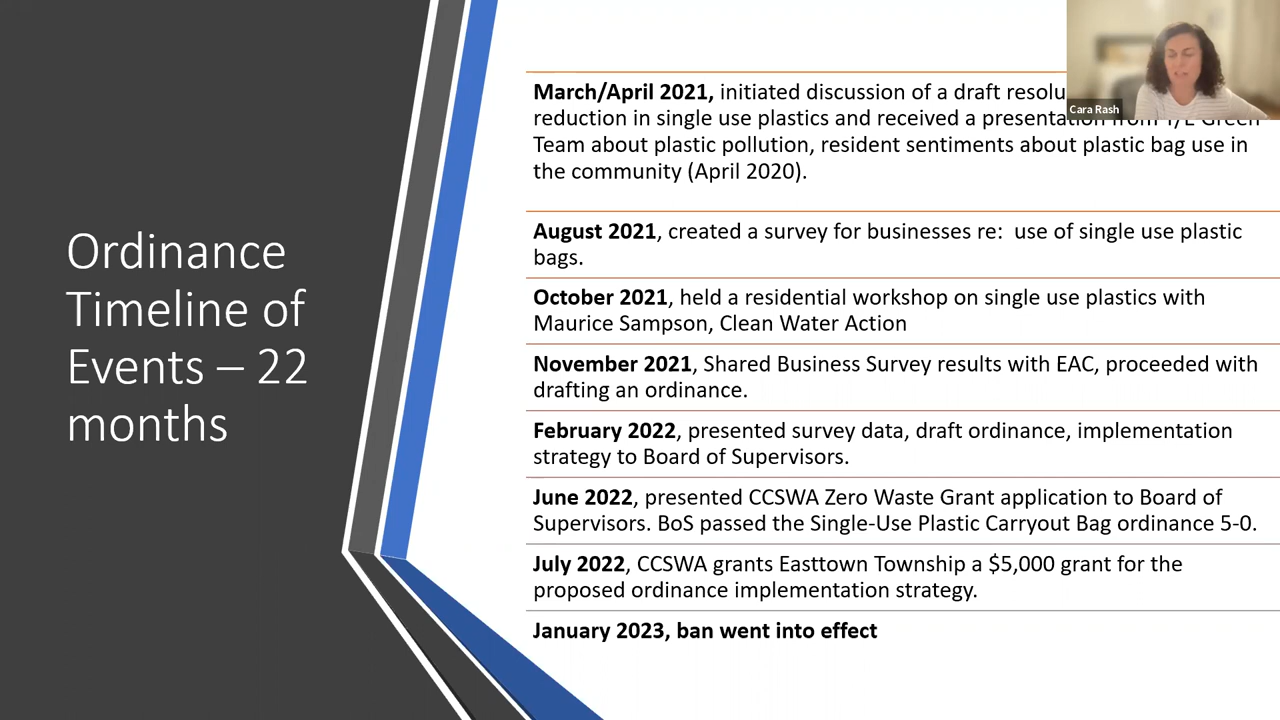 Ordinance
Timeline of
Events – 22
months
March/April 2021, initiated discussion of a draft resolu
reduction in single use plastics and received a presentation from T/E Green
Team about plastic pollution, resident sentiments about plastic bag use in
the community (April 2020).
August 2021, created a survey for businesses re: use of single use plastic
bags.
October 2021, held a residential workshop on single use plastics with
Maurice Sampson, Clean Water Action
November 2021, Shared Business Survey results with EAC, proceeded with
drafting an ordinance.
February 2022, presented survey data, draft ordinance, implementation
strategy to Board of Supervisors.
June 2022, presented CCSWA Zero Waste Grant application to Board of
Supervisors. BoS passed the Single-Use Plastic Carryout Bag ordinance 5-0.
July 2022, CCSWA grants Easttown Township a $5,000 grant for the
proposed ordinance implementation strategy.
January 2023, ban went into effect
Cara Rash